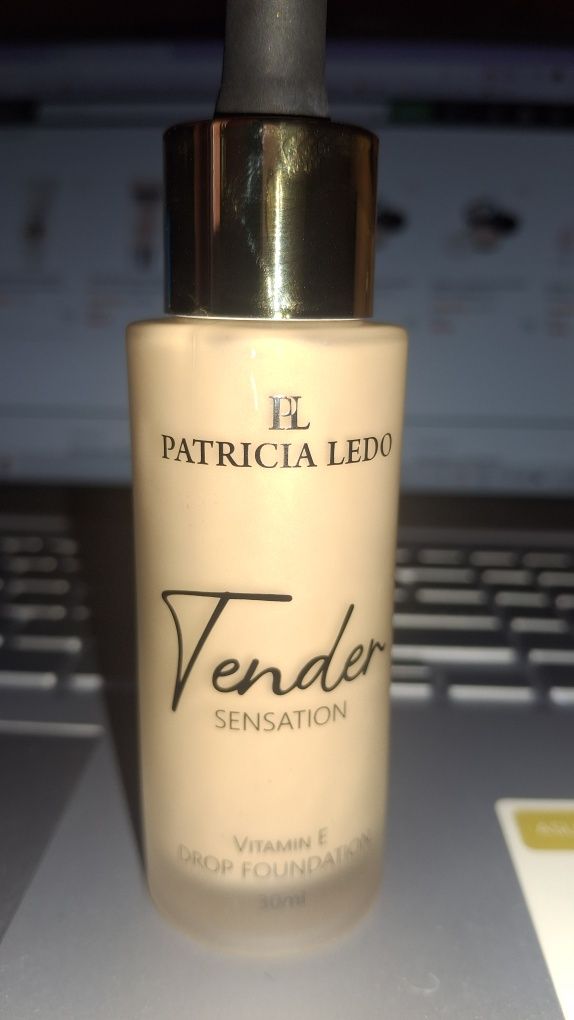 PL
PATRICIA LEDO
Tender
SENSATION
VITAMIN E
DROP FOUNDATION
30ml